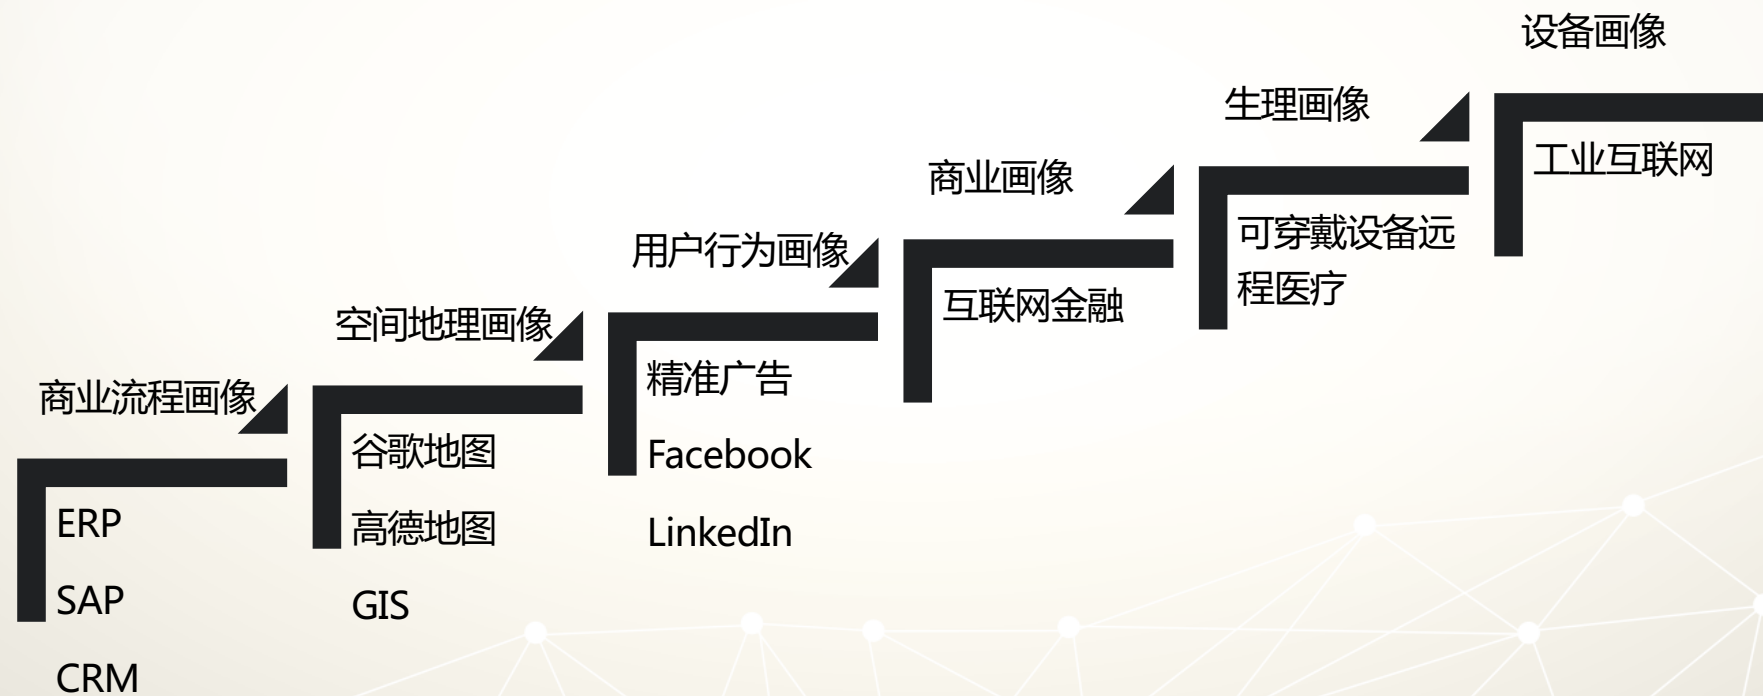 商业流程画像
ERP
SAP
CRM
空间地理画像
谷歌地图
高德地图
GIS
用户行为画像
精准广告
Facebook
LinkedIn
商业画像
互联网金融
生理画像
可穿戴设备远
程医疗
设备画像
工业互联网